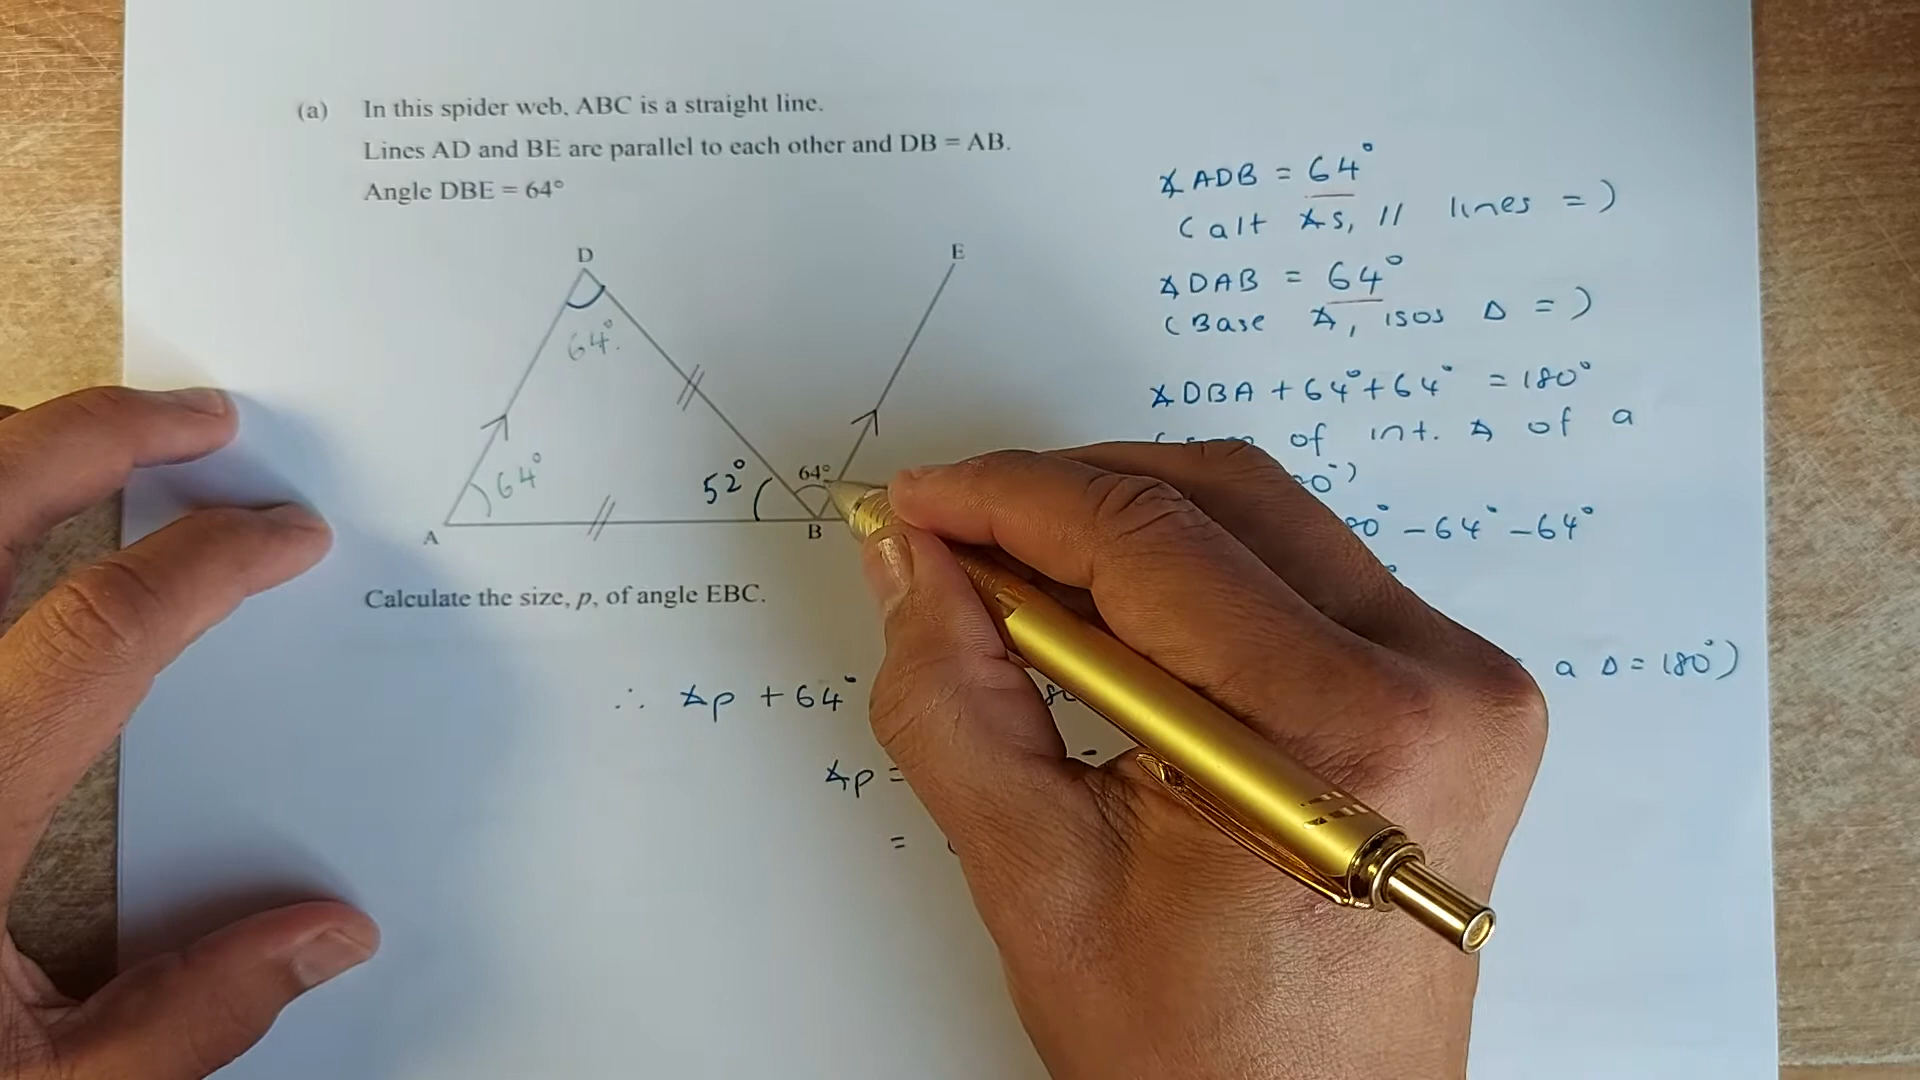 (a) In this spider web, ABC is a straight line.
Lines AD and BE are parallel to each other and DB = AB.
Angle DBE = 64°
D
E
64°.
64°
52°
64°
A
B
Calculate the size, p, of angle EBC.
∴ ∡p + 64°
∡p =
=
∡ADB = 64°
(alt ∡s, // lines =)
∡DAB = 64°
(Base ∡, isos Δ =)
∡DBA + 64° + 64° = 180°
of int. ∡ of a
0°)
0° - 64° - 64°
a Δ = 180°)